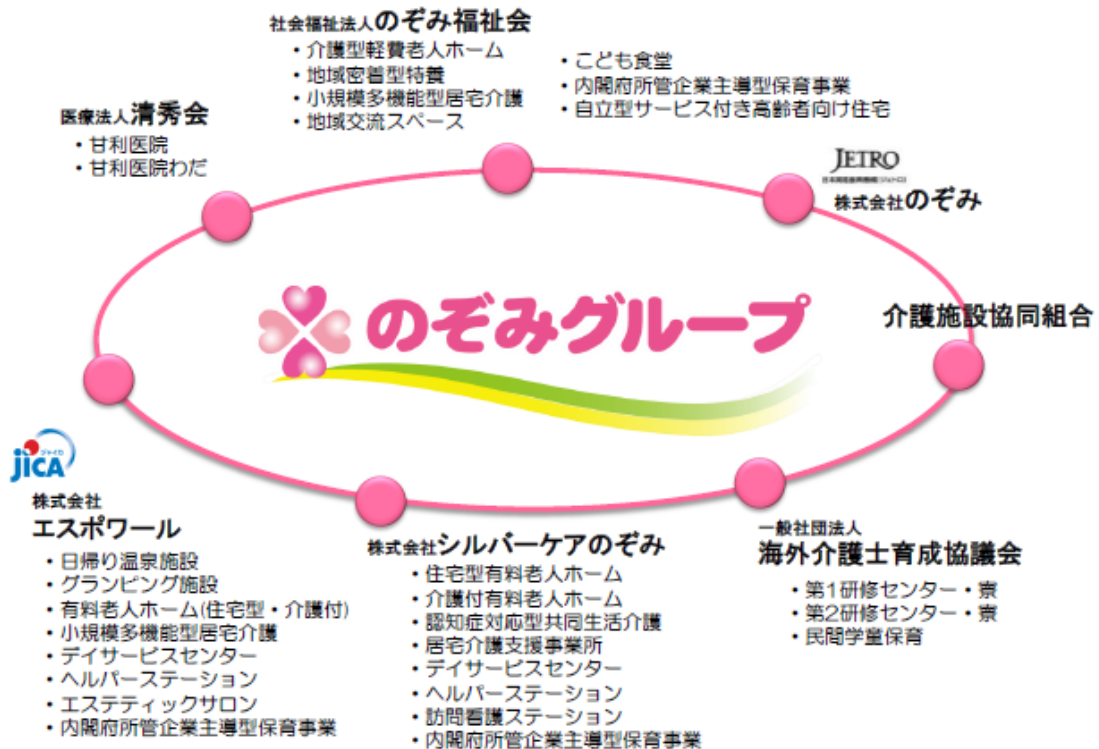 社会福祉法人のぞみ福祉会
・介護型軽費老人ホーム
・地域密着型特養
・小規模多機能型居宅介護
・地域交流スペース
・こども食堂
・内閣府所管企業主導型保育事業
・自立型サービス付き高齢者向け住宅
医療法人清秀会
・甘利医院
・甘利医院わだ
JETRO
日本貿易振興機構(ジェトロ)
株式会社のぞみ
のぞみグループ
介護施設協同組合
ジャイカ
jICA
株式会社
エスポワール
・日帰り温泉施設
・グランピング施設
・有料老人ホーム(住宅型・介護付)
・小規模多機能型居宅介護
・デイサービスセンター
・ヘルパーステーション
・エステティックサロン
・内閣府所管企業主導型保育事業
株式会社シルバーケアのぞみ
・住宅型有料老人ホーム
・介護付有料老人ホーム
・認知症対応型共同生活介護
・居宅介護支援事業所
・デイサービスセンター
・ヘルパーステーション
・訪問看護ステーション
・内閣府所管企業主導型保育事業
一般社団法人
海外介護士育成協議会
・第1研修センター・寮
・第2研修センター・寮
・民間学童保育